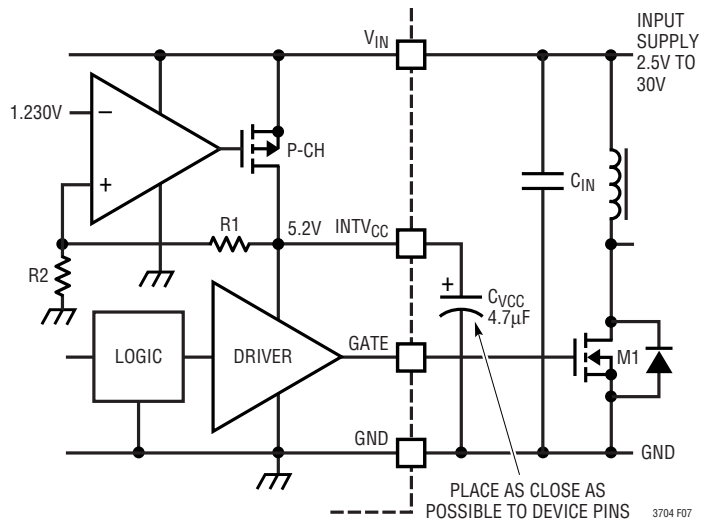 V_IN
INPUT
SUPPLY
2.5V TO
30V
1.230V
−
+
P-CH
C_IN
R1
5.2V
INTV_CC
R2
+
C_VCC
4.7µF
LOGIC
DRIVER
GATE
M1
GND
GND
PLACE AS CLOSE AS
POSSIBLE TO DEVICE PINS
3704 F07